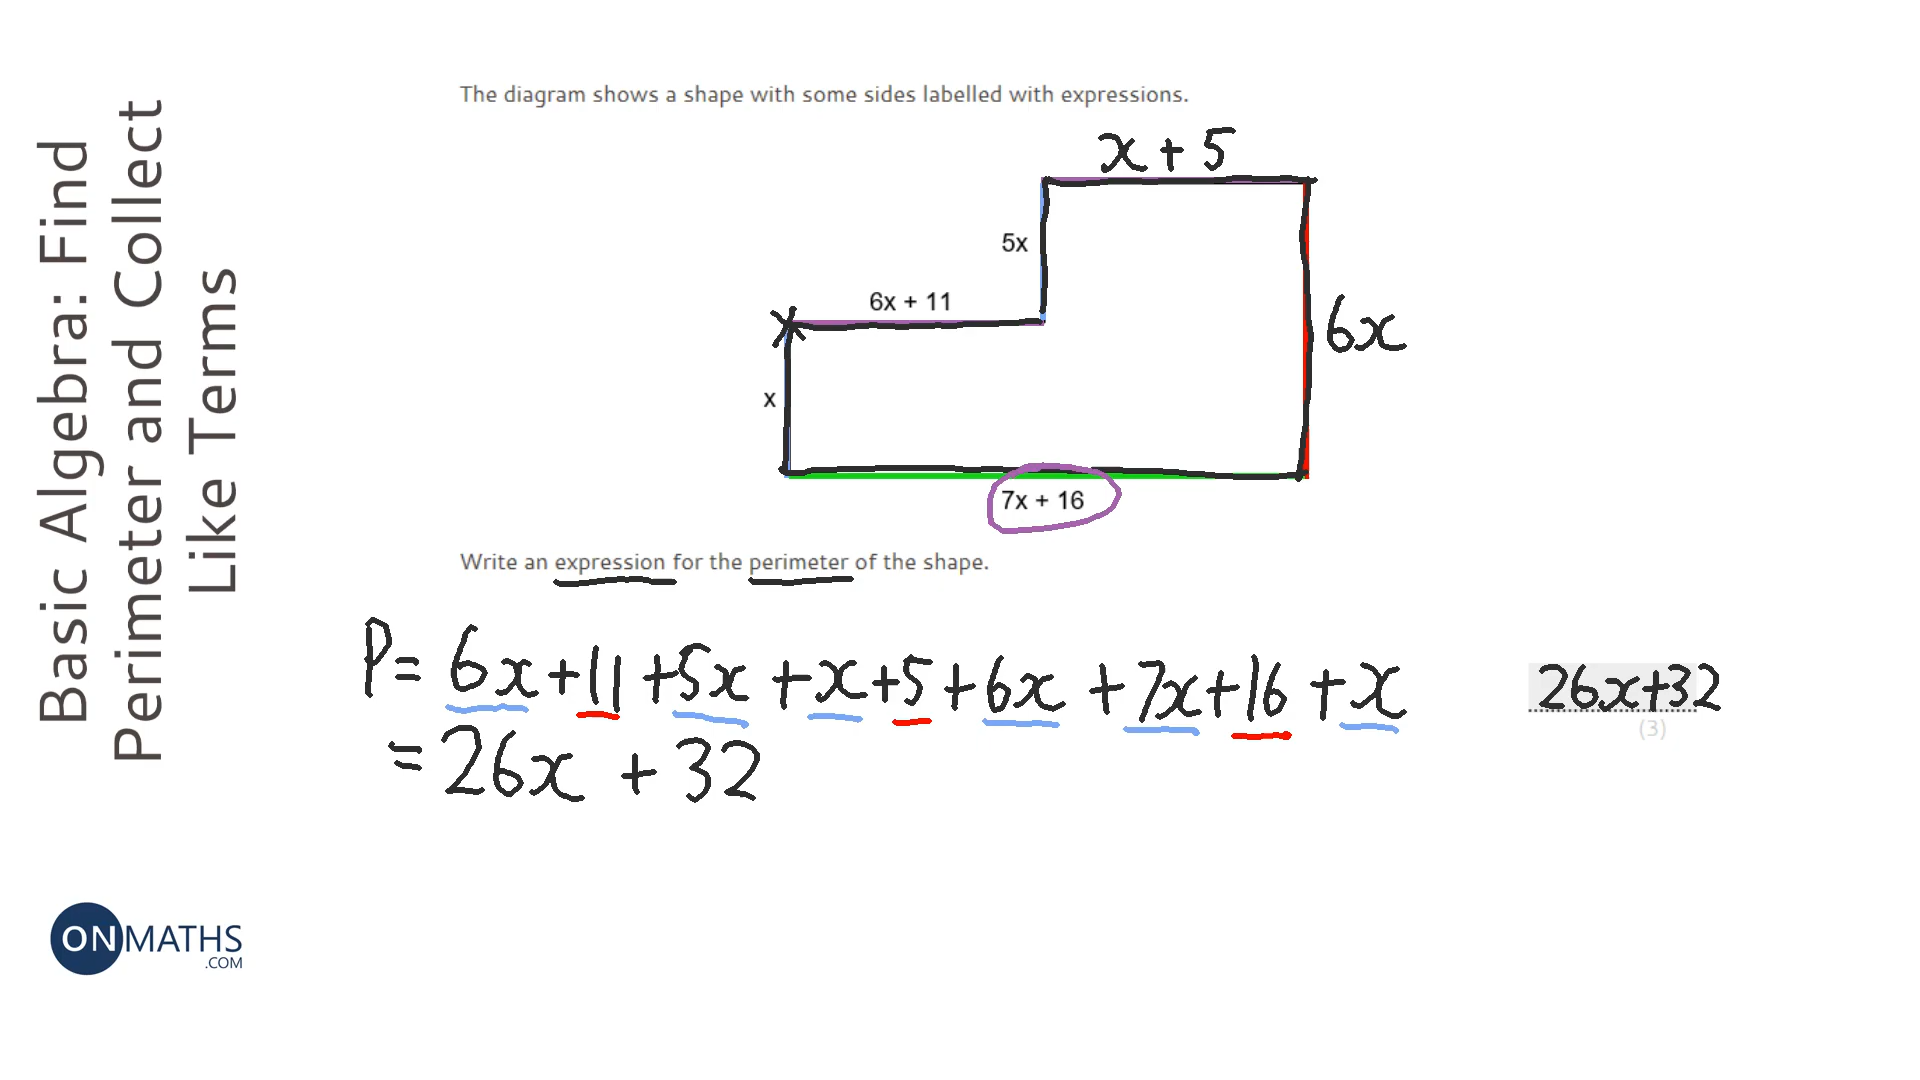 Basic Algebra: Find
Perimeter and Collect
Like Terms
The diagram shows a shape with some sides labelled with expressions.
x + 5
5x
6x + 11
6x
x
7x + 16
Write an expression for the perimeter of the shape.
P = 6x + 11 + 5x + x + 5 + 6x + 7x + 16 + x
= 26x + 32
26x + 32
(3)
ONMATHS
.COM